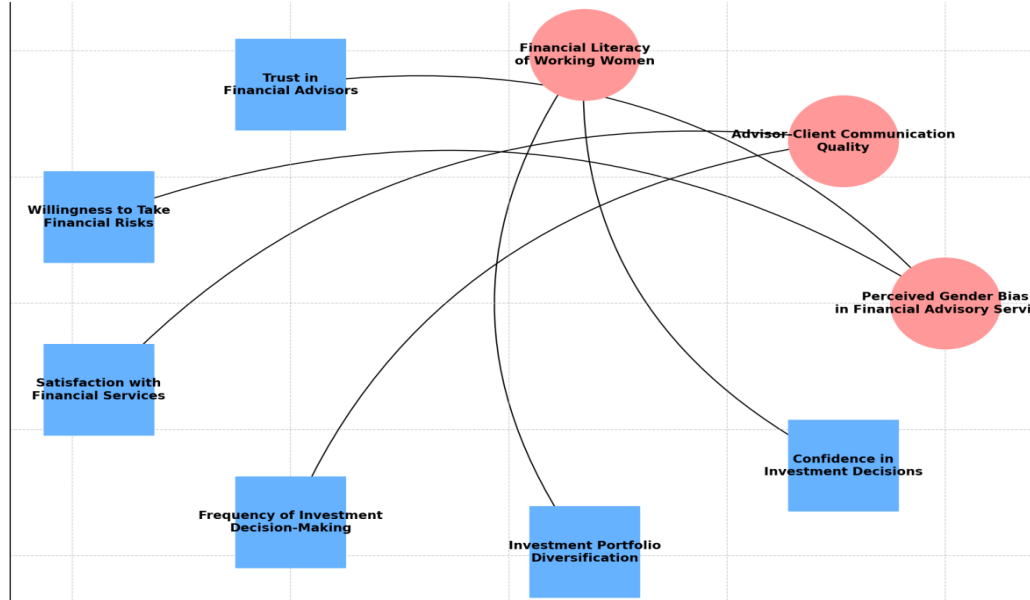 Financial Literacy
of Working Women
Trust in
Financial Advisors
Advisor-Client Communication
Quality
Willingness to Take
Financial Risks
Perceived Gender Bias
in Financial Advisory Servi
Satisfaction with
Financial Services
Confidence in
Investment Decisions
Frequency of Investment
Decision-Making
Investment Portfolio
Diversification